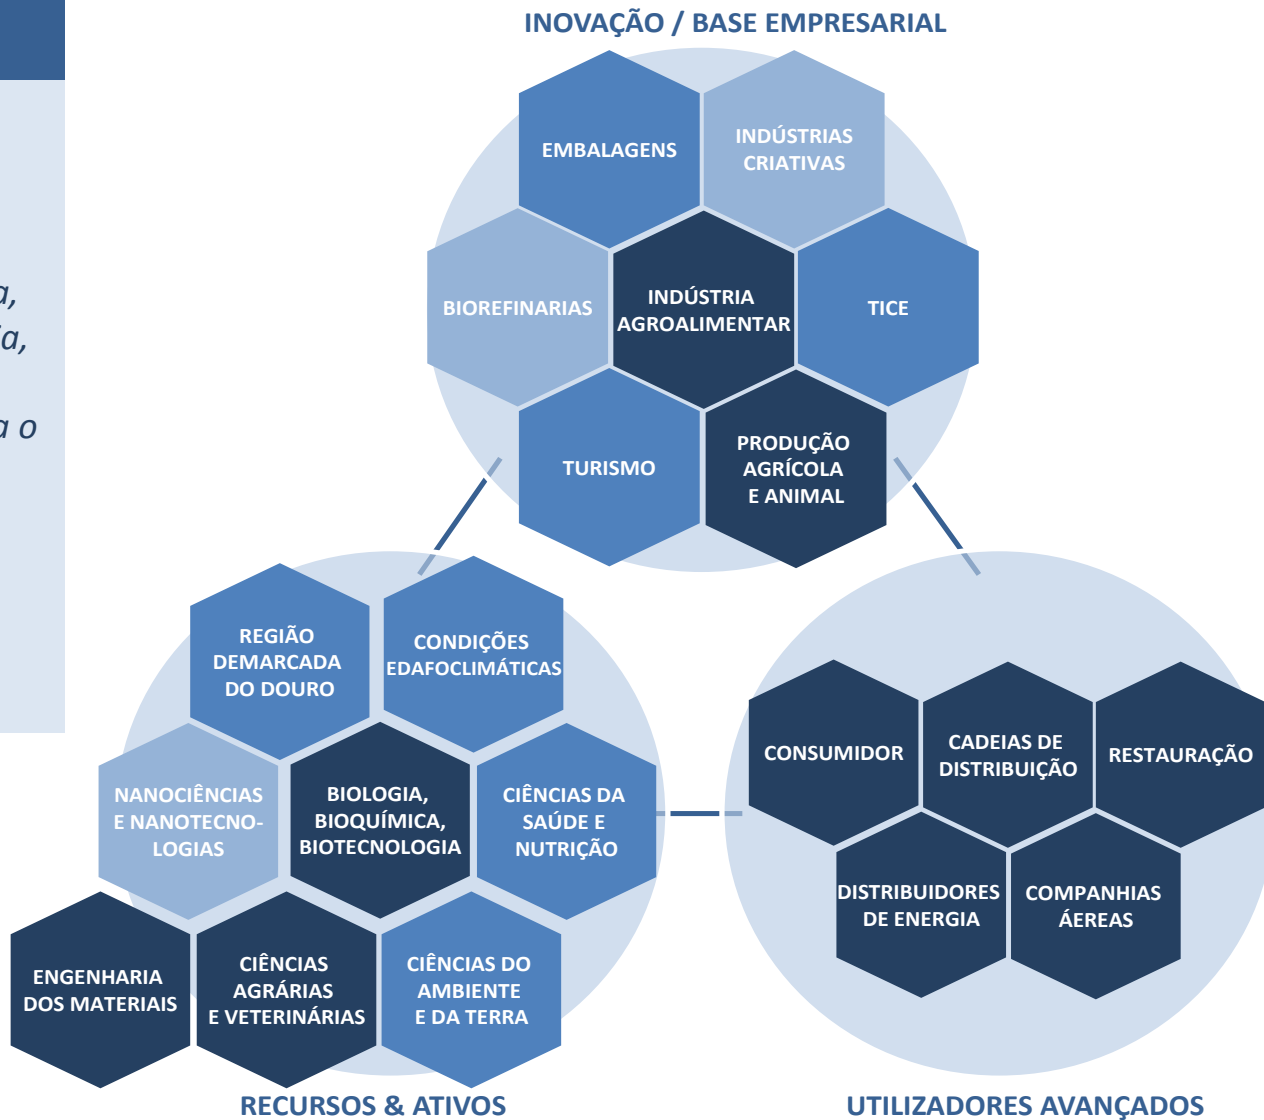 INOVAÇÃO / BASE EMPRESARIAL
EMBALAGENS
INDÚSTRIAS
CRIATIVAS
BIOREFINARIAS
INDÚSTRIA
AGROALIMENTAR
TICE
TURISMO
PRODUÇÃO
AGRÍCOLA
E ANIMAL
a o
REGIÃO
DEMARCADA
DO DOURO
CONDIÇÕES
EDAFOCLIMÁTICAS
NANOCIÊNCIAS
E NANOTECNO-
LOGIAS
BIOLOGIA,
BIOQUÍMICA,
BIOTECNOLOGIA
CIÊNCIAS DA
SAÚDE E
NUTRIÇÃO
ENGENHARIA
DOS MATERIAIS
CIÊNCIAS
AGRÁRIAS
E VETERINÁRIAS
CIÊNCIAS DO
AMBIENTE
E DA TERRA
RECURSOS & ATIVOS
CONSUMIDOR
CADEIAS DE
DISTRIBUIÇÃO
RESTAURAÇÃO
DISTRIBUIDORES
DE ENERGIA
COMPANHIAS
ÁEREAS
UTILIZADORES AVANÇADOS